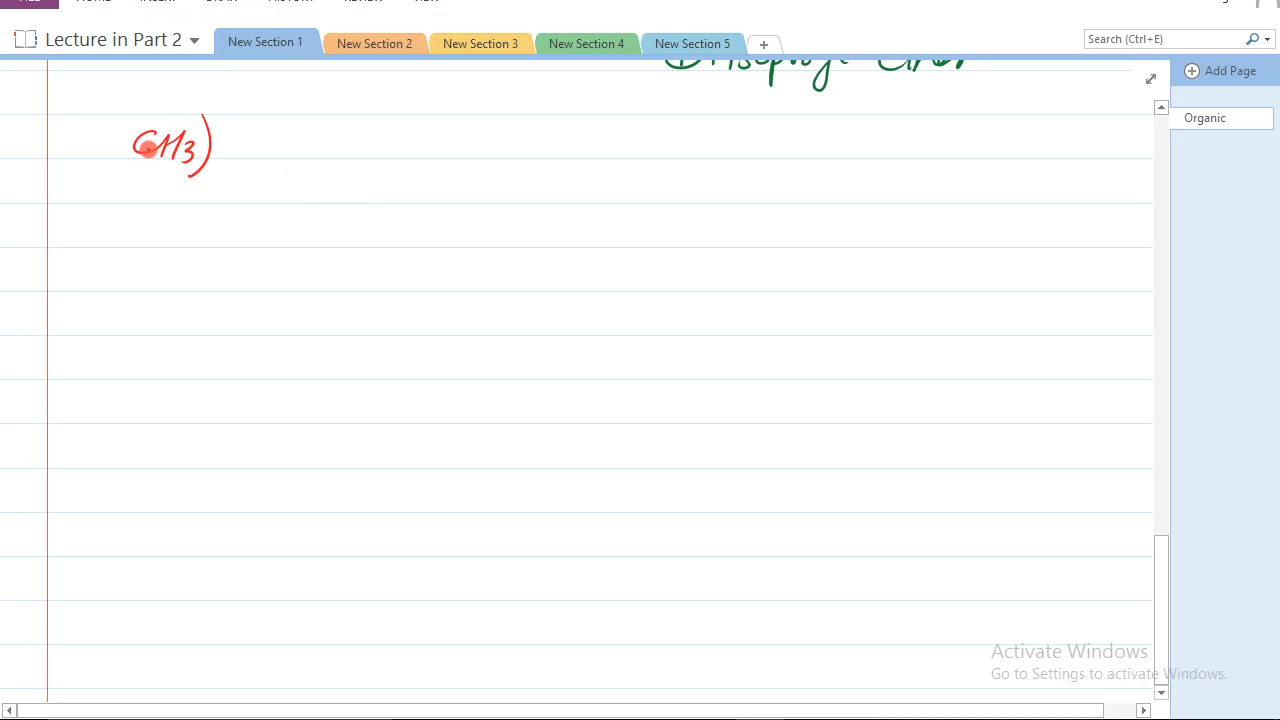 Lecture in Part 2
New Section 1
New Section 2
New Section 3
New Section 4
New Section 5
Search (Ctrl+E)
Add Page
Organic
CH3)
Activate Windows
Go to Settings to activate Windows.